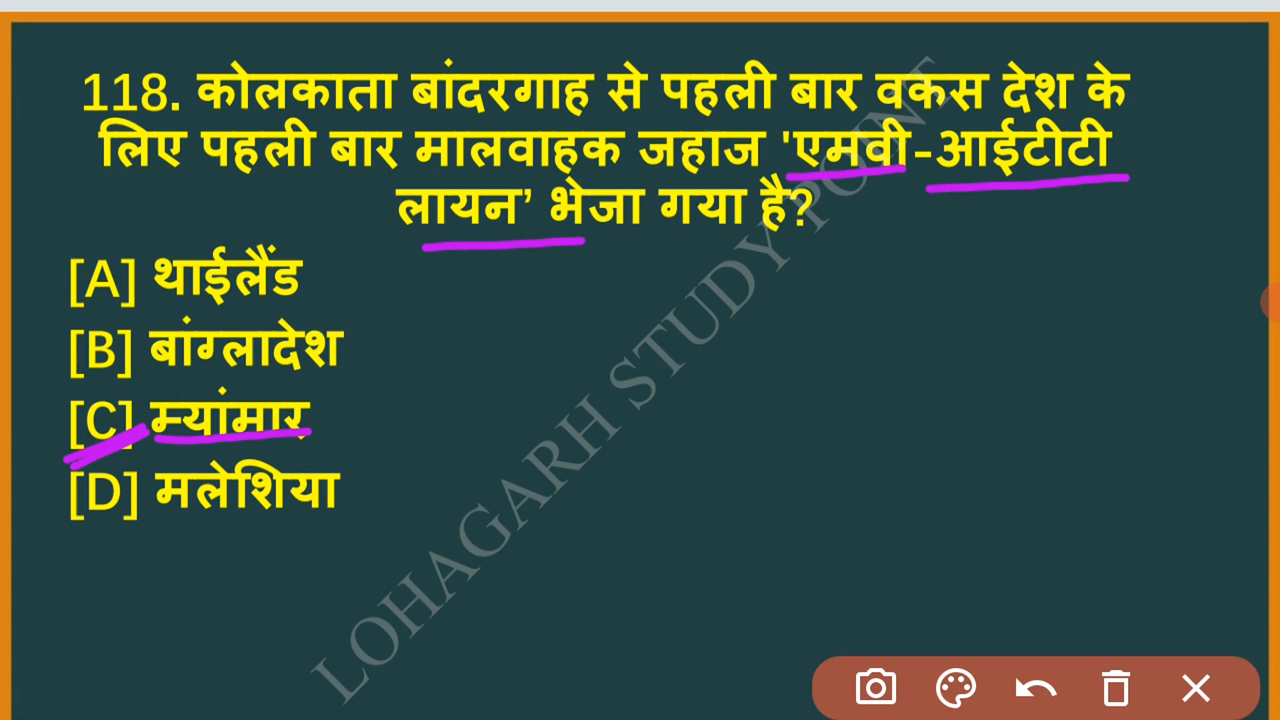 118. कोलकाता बांदरगाह से पहली बार वकस देश के
लिए पहली बार मालवाहक जहाज 'एमवी-आईटीटी
लायन’ भेजा गया है?
[A] थाईलैंड
[B] बांग्लादेश
[C] म्यांमार
[D] मलेशिया
LOHAGARH STUDY POINT